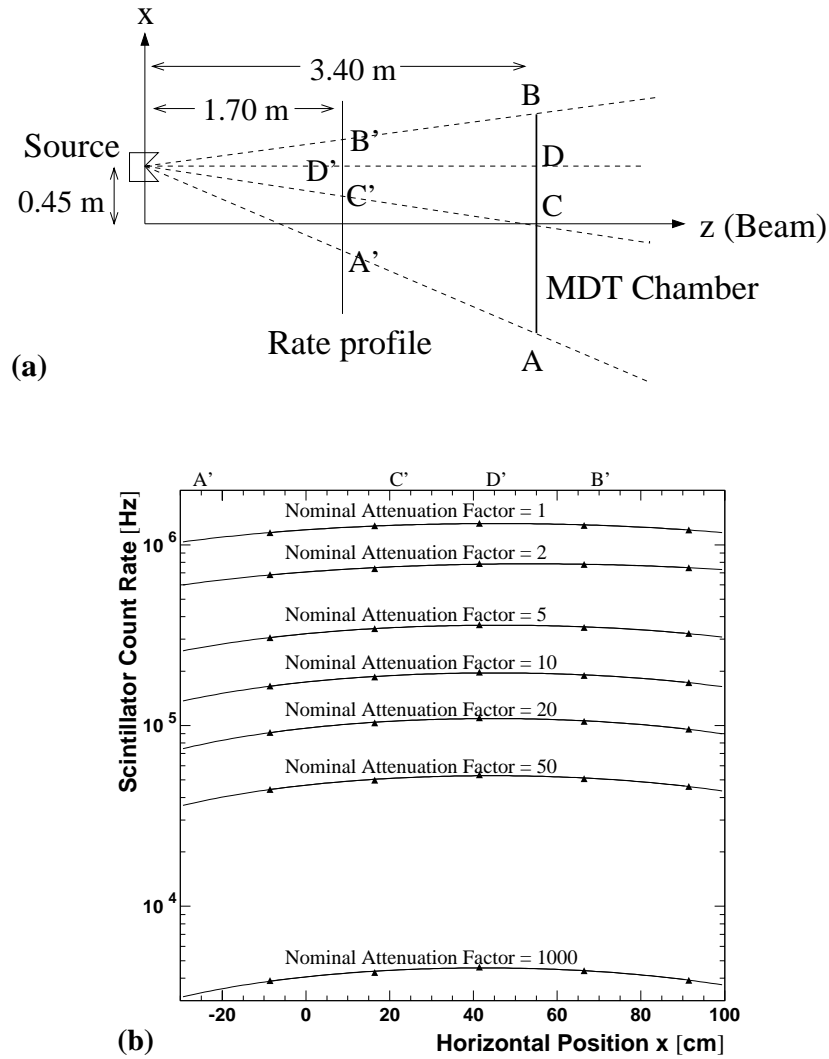 x
3.40 m
1.70 m
B
B'
Source
D'
D
C'
C
0.45 m
z (Beam)
A'
MDT Chamber
Rate profile
A
(a)
A' C' D' B'
Scintillator Count Rate [Hz]
Nominal Attenuation Factor = 1
10^6
Nominal Attenuation Factor = 2
Nominal Attenuation Factor = 5
Nominal Attenuation Factor = 10
10^5
Nominal Attenuation Factor = 20
Nominal Attenuation Factor = 50
10^4
Nominal Attenuation Factor = 1000
-20 0 20 40 60 80 100
(b)
Horizontal Position x [cm]